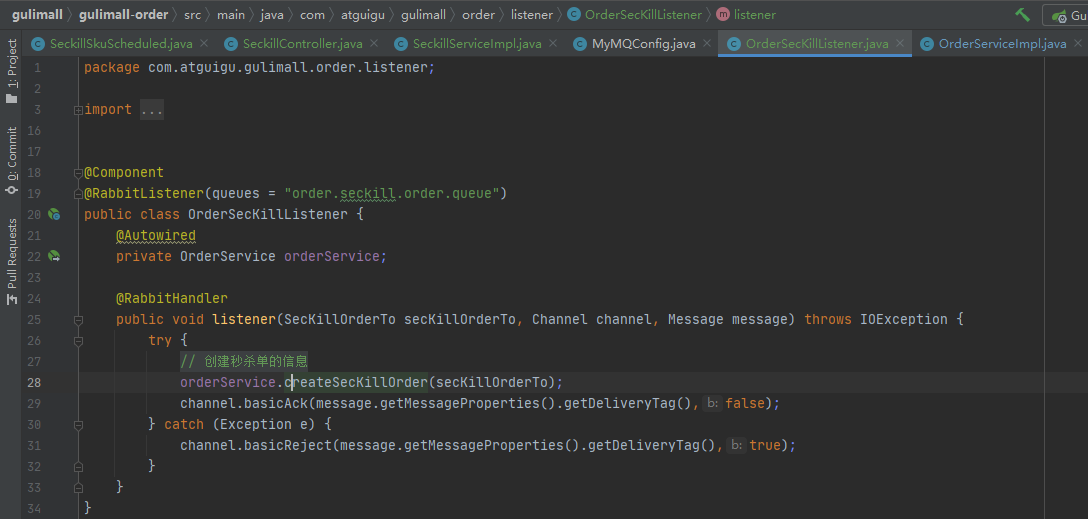 gulimall › gulimall-order › src › main › java › com › atguigu › gulimall › order › listener › OrderSecKillListener › listener
Gu
SeckillSkuScheduled.java × SeckillController.java × SeckillServiceImpl.java × MyMQConfig.java × OrderSecKillListener.java × OrderServiceImpl.java ×
1: Project
0: Commit
Pull Requests
1 package com.atguigu.gulimall.order.listener;
2
3 import ...
16
17
18 @Component
19 @RabbitListener(queues = "order.seckill.order.queue")
20 public class OrderSecKillListener {
21 @Autowired
22 private OrderService orderService;
23
24 @RabbitHandler
25 public void listener(SecKillOrderTo secKillOrderTo, Channel channel, Message message) throws IOException {
26 try {
27 // 创建秒杀单的信息
28 orderService.createSecKillOrder(secKillOrderTo);
29 channel.basicAck(message.getMessageProperties().getDeliveryTag(), b: false);
30 } catch (Exception e) {
31 channel.basicReject(message.getMessageProperties().getDeliveryTag(), b: true);
32 }
33 }
34 }